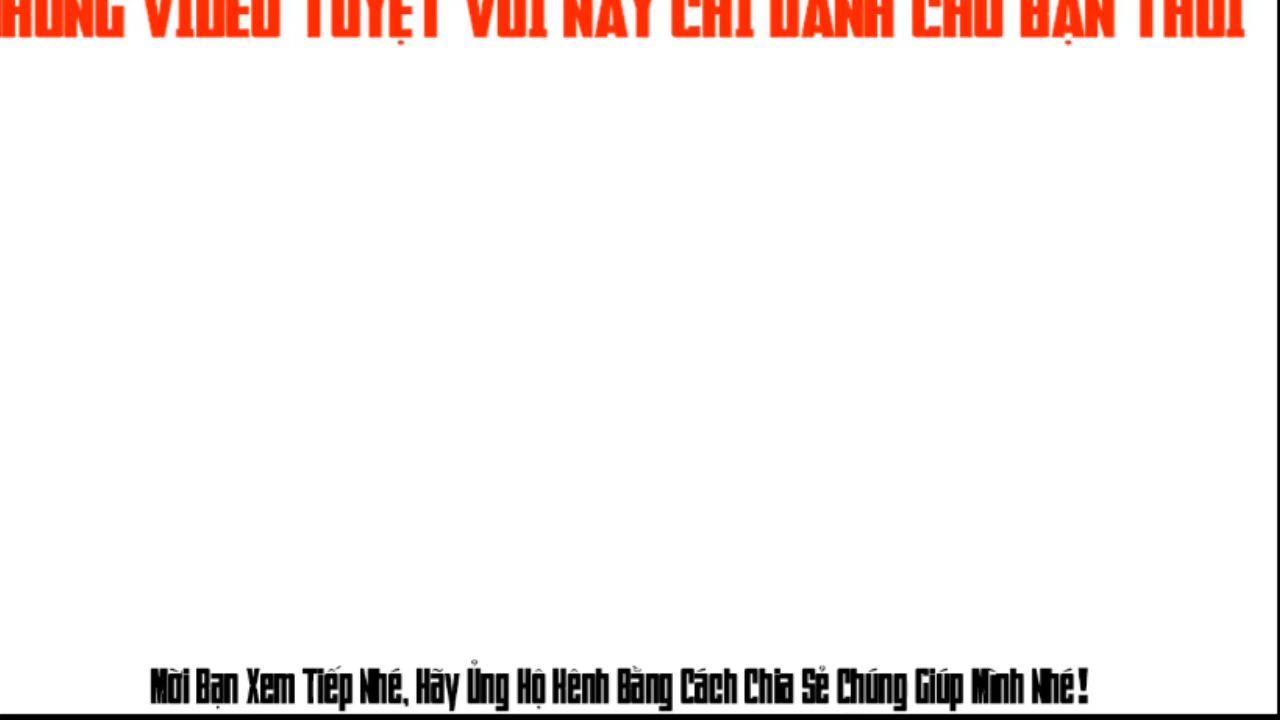 VIDEO TUYỆT VỜI NÀY CHỈ DÀNH CHO BẠN THÔI
Mời Bạn Xem Tiếp Nhé, Hãy Ủng Hộ Kênh Bằng Cách Chia Sẻ Chúng Giúp Mình Nhé!